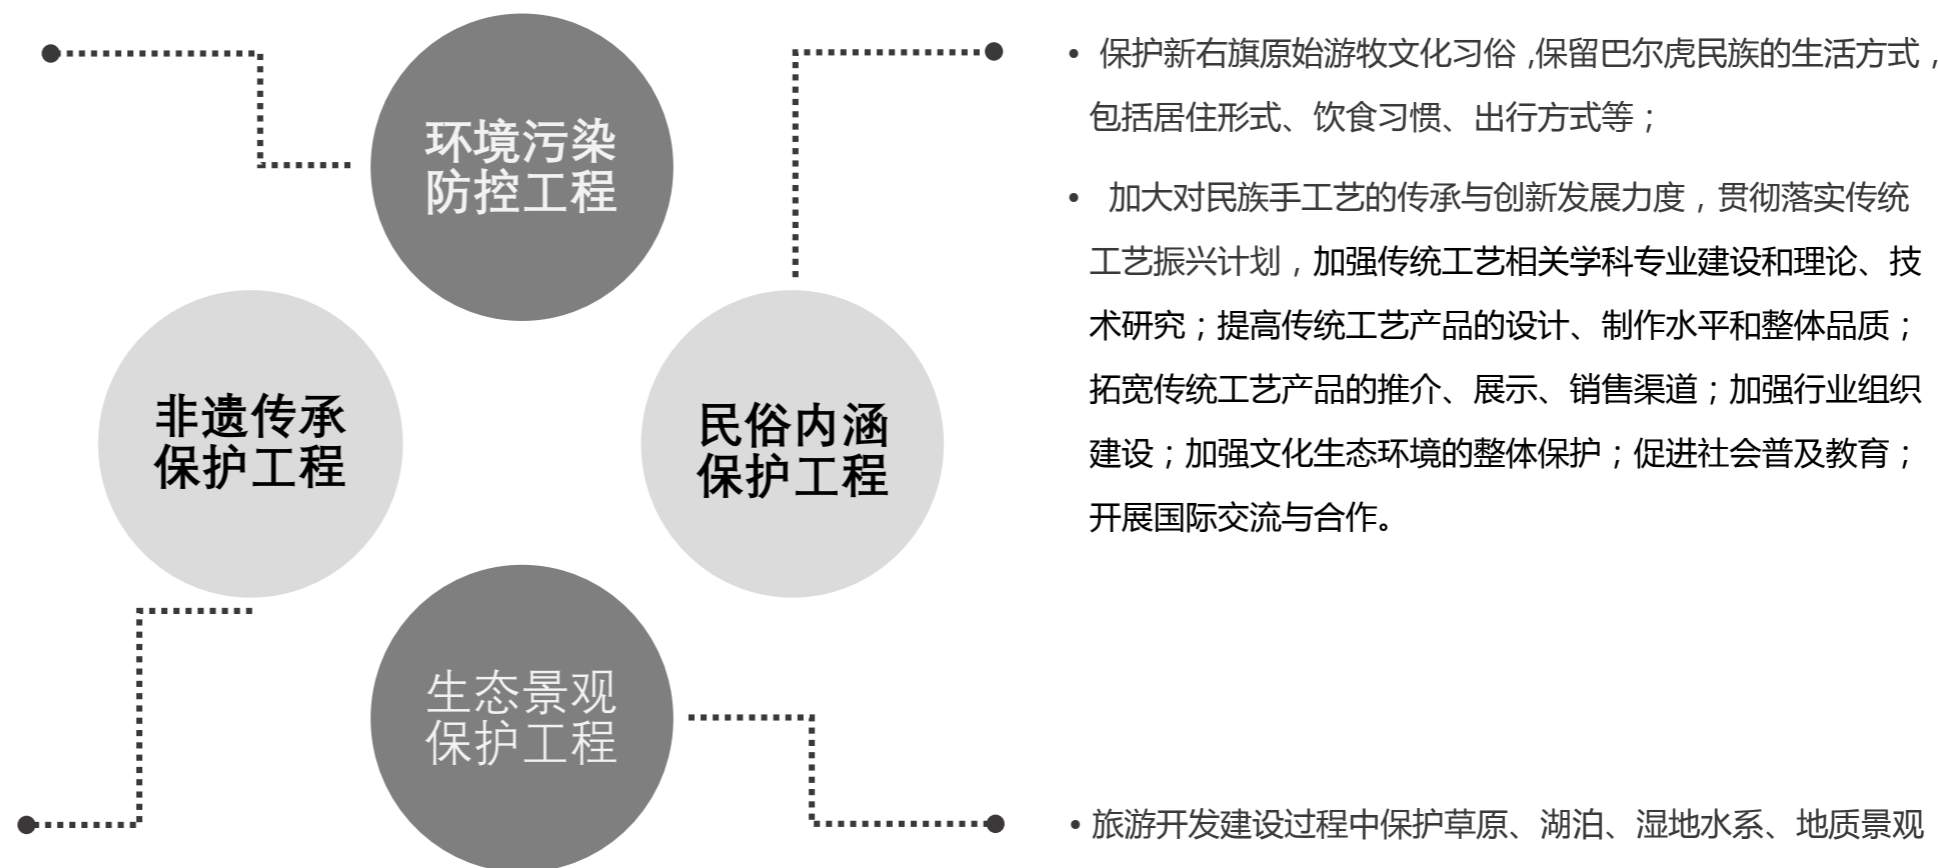 环境污染
防控工程
非遗传承
保护工程
民俗内涵
保护工程
生态景观
保护工程
• 保护新右旗原始游牧文化习俗,保留巴尔虎民族的生活方式,
包括居住形式、饮食习惯、出行方式等;
• 加大对民族手工艺的传承与创新发展力度,贯彻落实传统
工艺振兴计划,加强传统工艺相关学科专业建设和理论、技
术研究;提高传统工艺产品的设计、制作水平和整体品质;
拓宽传统工艺产品的推介、展示、销售渠道;加强行业组织
建设;加强文化生态环境的整体保护;促进社会普及教育;
开展国际交流与合作。
• 旅游开发建设过程中保护草原、湖泊、湿地水系、地质景观